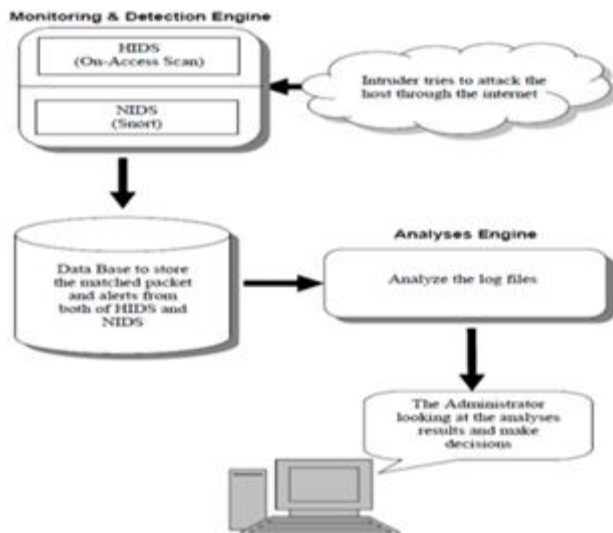 Monitoring & Detection Engine
HIDS
(On-Access Scan)
NIDS
(Snort)
Intruder tries to attack the
host through the internet
Data Base to store
the matched packet
and alerts from
both of HIDS and
NIDS
Analyses Engine
Analyze the log files
The Administrator
looking at the analyses
results and make
decisions